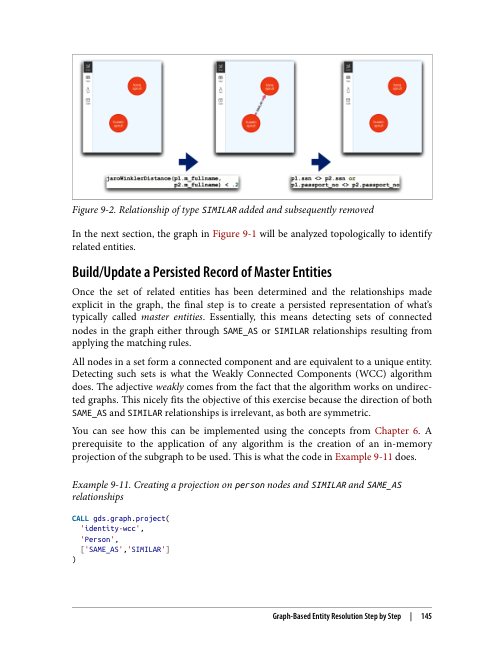 jaroWinklerDistance(p1.m_fullname,
p2.m_fullname) < .2
p1.ssn <> p2.ssn or
p1.passport_no <> p2.passport_no
Figure 9-2. Relationship of type SIMILAR added and subsequently removed
In the next section, the graph in Figure 9-1 will be analyzed topologically to identify
related entities.
Build/Update a Persisted Record of Master Entities
Once the set of related entities has been determined and the relationships made
explicit in the graph, the final step is to create a persisted representation of what's
typically called master entities. Essentially, this means detecting sets of connected
nodes in the graph either through SAME_AS or SIMILAR relationships resulting from
applying the matching rules.
All nodes in a set form a connected component and are equivalent to a unique entity.
Detecting such sets is what the Weakly Connected Components (WCC) algorithm
does. The adjective weakly comes from the fact that the algorithm works on undirec-
ted graphs. This nicely fits the objective of this exercise because the direction of both
SAME_AS and SIMILAR relationships is irrelevant, as both are symmetric.
You can see how this can be implemented using the concepts from Chapter 6. A
prerequisite to the application of any algorithm is the creation of an in-memory
projection of the subgraph to be used. This is what the code in Example 9-11 does.
Example 9-11. Creating a projection on person nodes and SIMILAR and SAME_AS
relationships
CALL gds.graph.project(
'identity-wcc',
'Person',
['SAME_AS','SIMILAR']
)
Graph-Based Entity Resolution Step by Step | 145